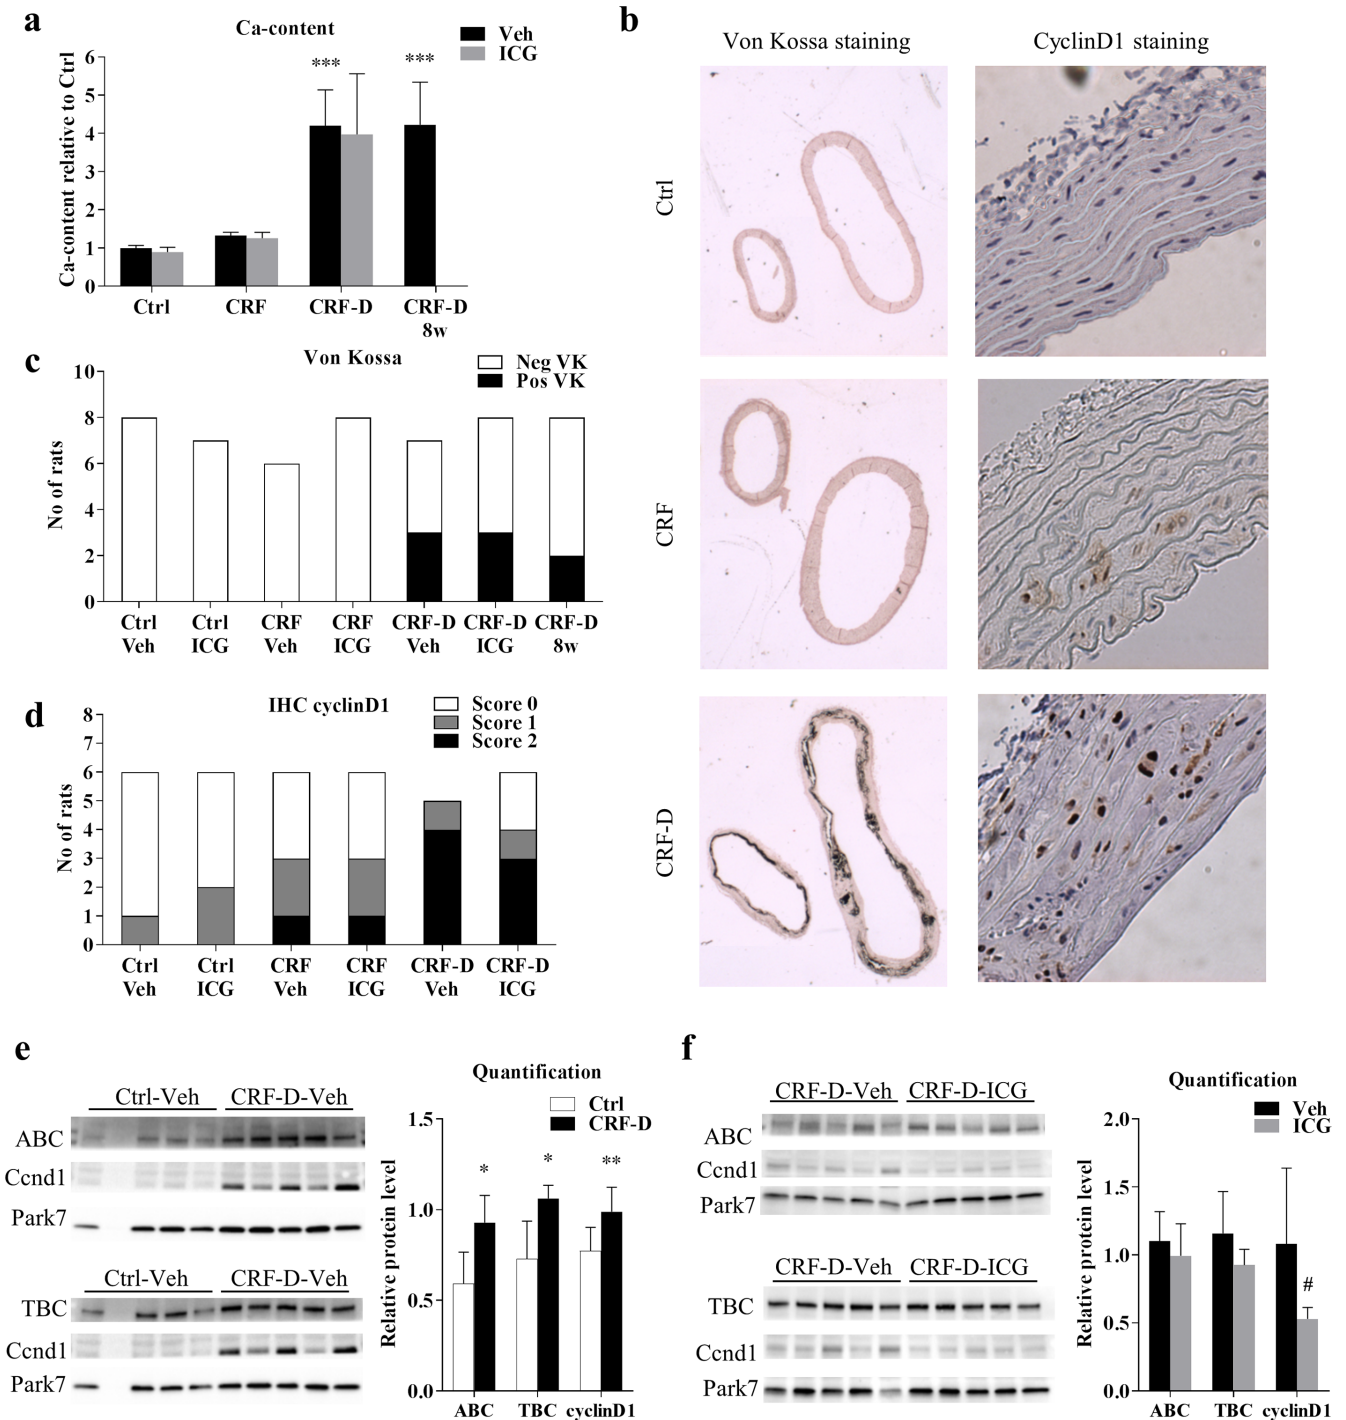 a
Ca-content
Veh
ICG
Ca-content relative to Ctrl
6
5
4
3
2
1
0
***
***
Ctrl
CRF
CRF-D
CRF-D
8w
b
Von Kossa staining
CyclinD1 staining
Ctrl
CRF
CRF-D
c
Von Kossa
Neg VK
Pos VK
No of rats
10
8
6
4
2
0
Ctrl
Veh
Ctrl
ICG
CRF
Veh
CRF
ICG
CRF-D
Veh
CRF-D
ICG
CRF-D
8w
d
IHC cyclinD1
Score 0
Score 1
Score 2
No of rats
8
7
6
5
4
3
2
1
0
Ctrl
Veh
Ctrl
ICG
CRF
Veh
CRF
ICG
CRF-D
Veh
CRF-D
ICG
e
Ctrl-Veh
CRF-D-Veh
ABC
Ccnd1
Park7
Ctrl-Veh
CRF-D-Veh
TBC
Ccnd1
Park7
Quantification
Ctrl
CRF-D
Relative protein level
1.5
1.0
0.5
0.0
*
*
**
ABC
TBC
cyclinD1
f
CRF-D-Veh
CRF-D-ICG
ABC
Ccnd1
Park7
CRF-D-Veh
CRF-D-ICG
TBC
Ccnd1
Park7
Quantification
Veh
ICG
Relative protein level
2.0
1.5
1.0
0.5
0.0
#
ABC
TBC
cyclinD1